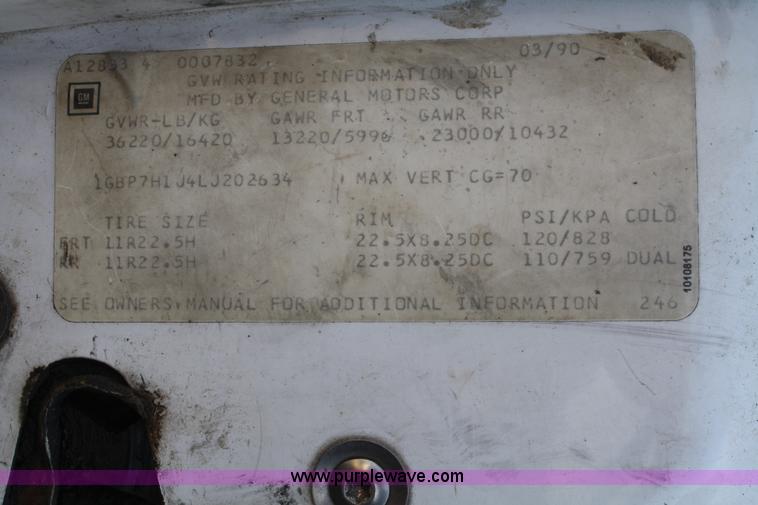 A12893 4 0007832 03/90
GVW RATING INFORMATION ONLY
GM MFD BY GENERAL MOTORS CORP
GVWR-LB/KG GAWR FRT GAWR RR
36220/16420 13220/5996 23000/10432
1GBP7H1J4LJ202634 MAX VERT CG=70
TIRE SIZE RIM PSI/KPA COLD
FRT 11R22.5H 22.5X8.25DC 120/828
RR 11R22.5H 22.5X8.25DC 110/759 DUAL
SEE OWNERS MANUAL FOR ADDITIONAL INFORMATION 246
10108175
www.purplewave.com